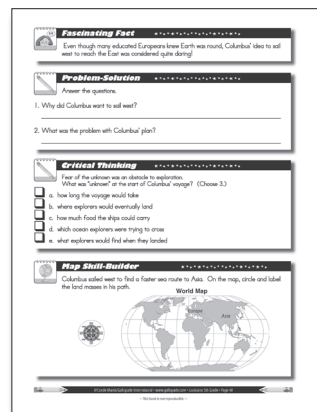 Fascinating Fact
Even though many educated Europeans knew Earth was round, Columbus' idea to sail
west to reach the East was considered quite daring!
Problem-Solution
Answer the questions.
1. Why did Columbus want to sail west?
2. What was the problem with Columbus' plan?
Critical Thinking
Fear of the unknown was an obstacle to exploration.
What was "unknown" at the start of Columbus' voyage? (Choose 3.)
a. how long the voyage would take
b. where explorers would eventually land
c. how much food the ships could carry
d. which ocean explorers were trying to cross
e. what explorers would find when they landed
Map Skill-Builder
Columbus sailed west to find a faster sea route to Asia. On the map, circle and label
the land masses in his path.
World Map
Europe
Asia